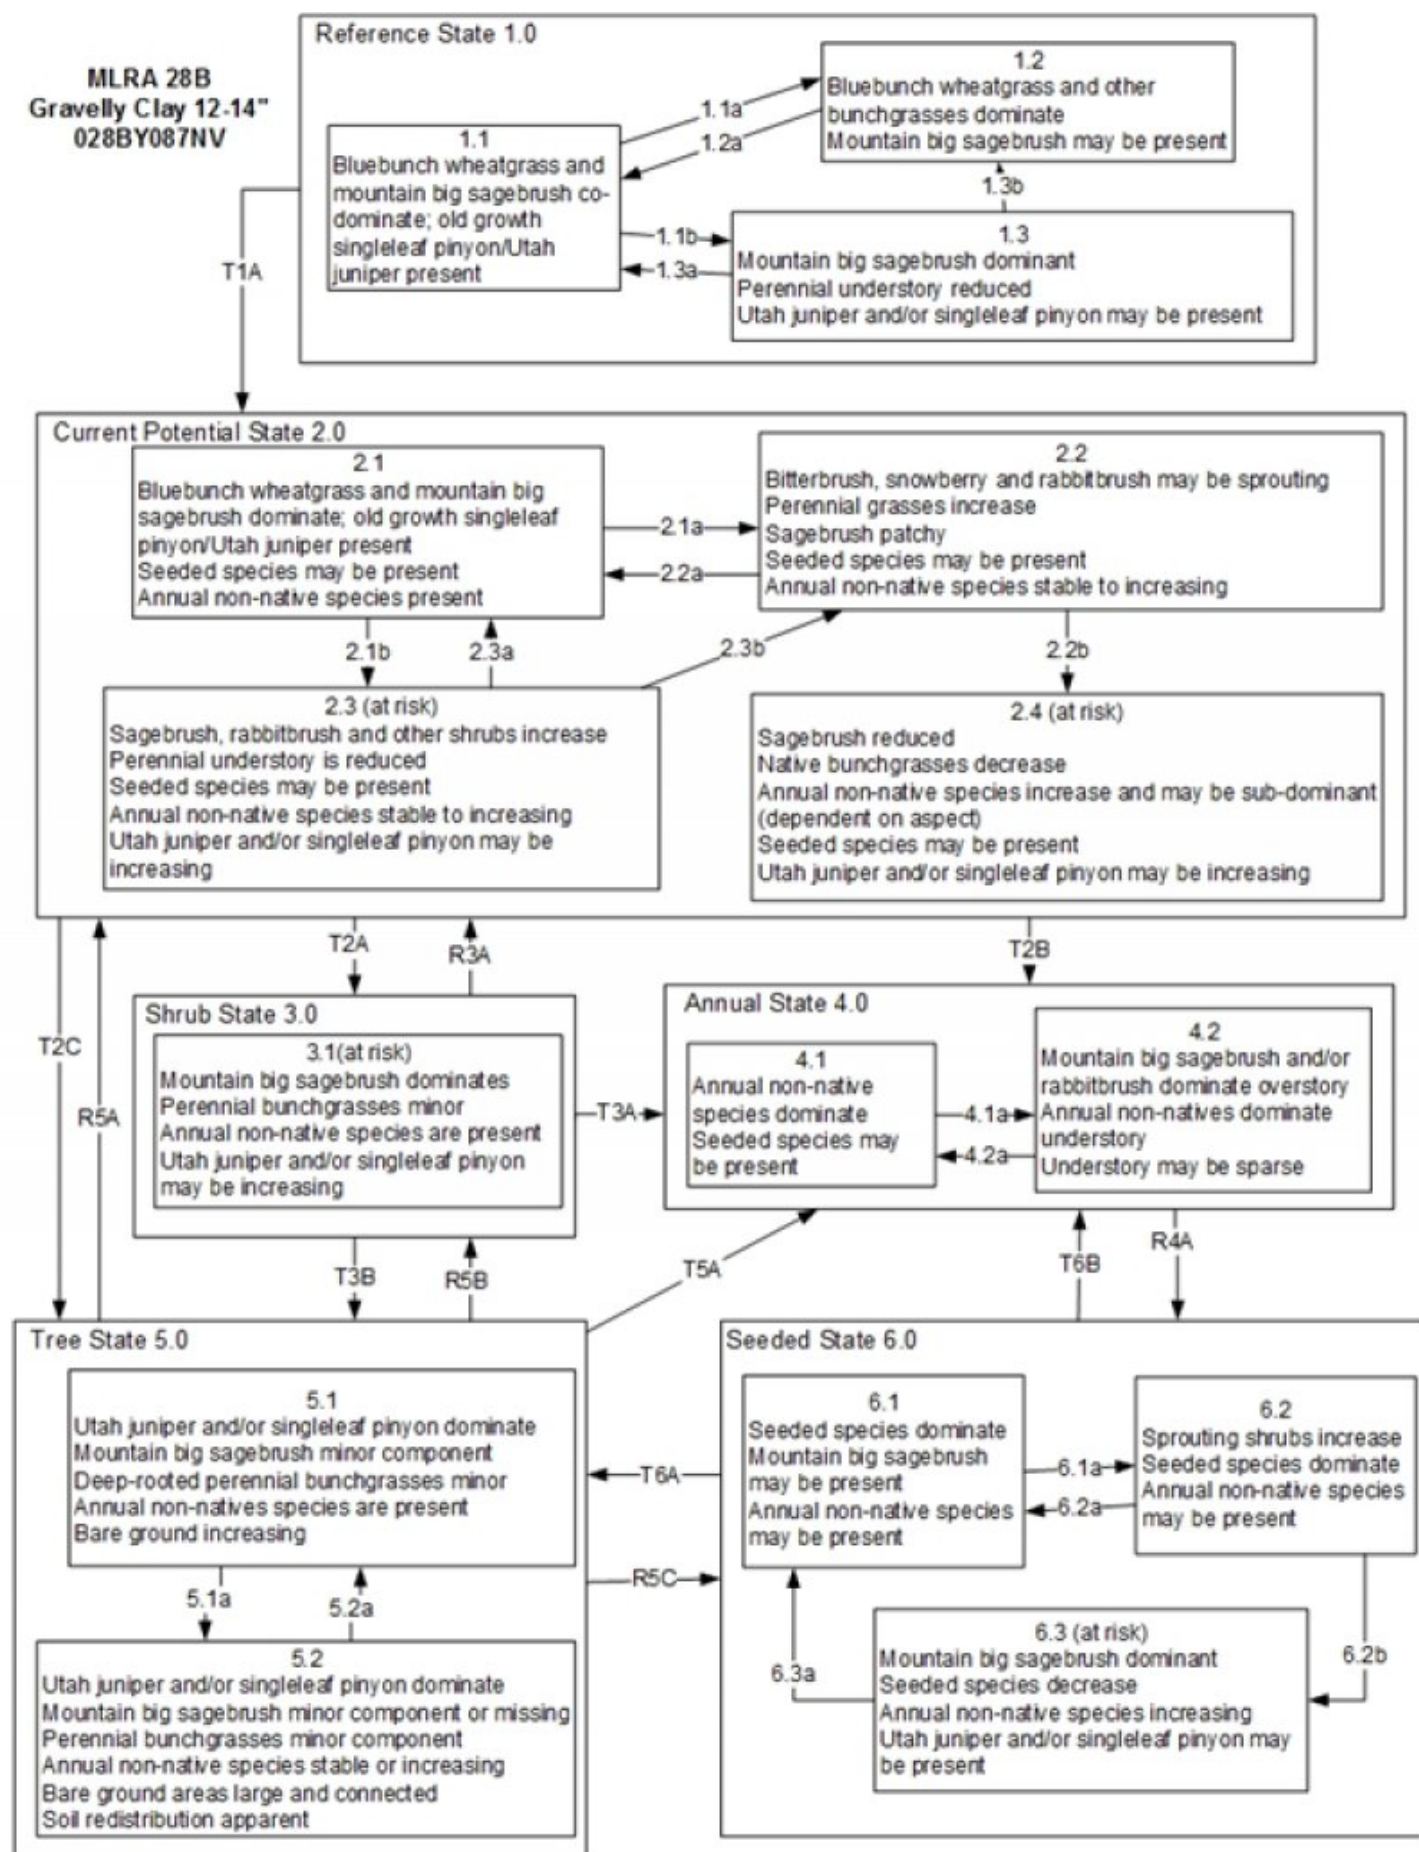 MLRA 28B
Gravelly Clay 12-14"
028BY087NV
Reference State 1.0
1.1
Bluebunch wheatgrass and
mountain big sagebrush co-
dominate; old growth
singleleaf pinyon/Utah
juniper present
1.1a
1.2a
1.2
Bluebunch wheatgrass and other
bunchgrasses dominate
Mountain big sagebrush may be present
1.3b
1.1b
1.3a
1.3
Mountain big sagebrush dominant
Perennial understory reduced
Utah juniper and/or singleleaf pinyon may be present
T1A
Current Potential State 2.0
2.1
Bluebunch wheatgrass and mountain big
sagebrush dominate; old growth singleleaf
pinyon/Utah juniper present
Seeded species may be present
Annual non-native species present
2.1a
2.2a
2.2
Bitterbrush, snowberry and rabbitbrush may be sprouting
Perennial grasses increase
Sagebrush patchy
Seeded species may be present
Annual non-native species stable to increasing
2.1b
2.3a
2.3b
2.2b
2.3 (at risk)
Sagebrush, rabbitbrush and other shrubs increase
Perennial understory is reduced
Seeded species may be present
Annual non-native species stable to increasing
Utah juniper and/or singleleaf pinyon may be
increasing
2.4 (at risk)
Sagebrush reduced
Native bunchgrasses decrease
Annual non-native species increase and may be sub-dominant
(dependent on aspect)
Seeded species may be present
Utah juniper and/or singleleaf pinyon may be increasing
T2A
R3A
T2B
T2C
R5A
Shrub State 3.0
3.1(at risk)
Mountain big sagebrush dominates
Perennial bunchgrasses minor
Annual non-native species are present
Utah juniper and/or singleleaf pinyon
may be increasing
T3A
Annual State 4.0
4.1
Annual non-native
species dominate
Seeded species may
be present
4.1a
4.2a
4.2
Mountain big sagebrush and/or
rabbitbrush dominate overstory
Annual non-natives dominate
understory
Understory may be sparse
T3B
R5B
T5A
T6B
R4A
Tree State 5.0
5.1
Utah juniper and/or singleleaf pinyon dominate
Mountain big sagebrush minor component
Deep-rooted perennial bunchgrasses minor
Annual non-natives species are present
Bare ground increasing
5.1a
5.2a
5.2
Utah juniper and/or singleleaf pinyon dominate
Mountain big sagebrush minor component or missing
Perennial bunchgrasses minor component
Annual non-native species stable or increasing
Bare ground areas large and connected
Soil redistribution apparent
T6A
R5C
Seeded State 6.0
6.1
Seeded species dominate
Mountain big sagebrush
may be present
Annual non-native species
may be present
6.1a
6.2a
6.2
Sprouting shrubs increase
Seeded species dominate
Annual non-native species
may be present
6.3a
6.2b
6.3 (at risk)
Mountain big sagebrush dominant
Seeded species decrease
Annual non-native species increasing
Utah juniper and/or singleleaf pinyon may
be present